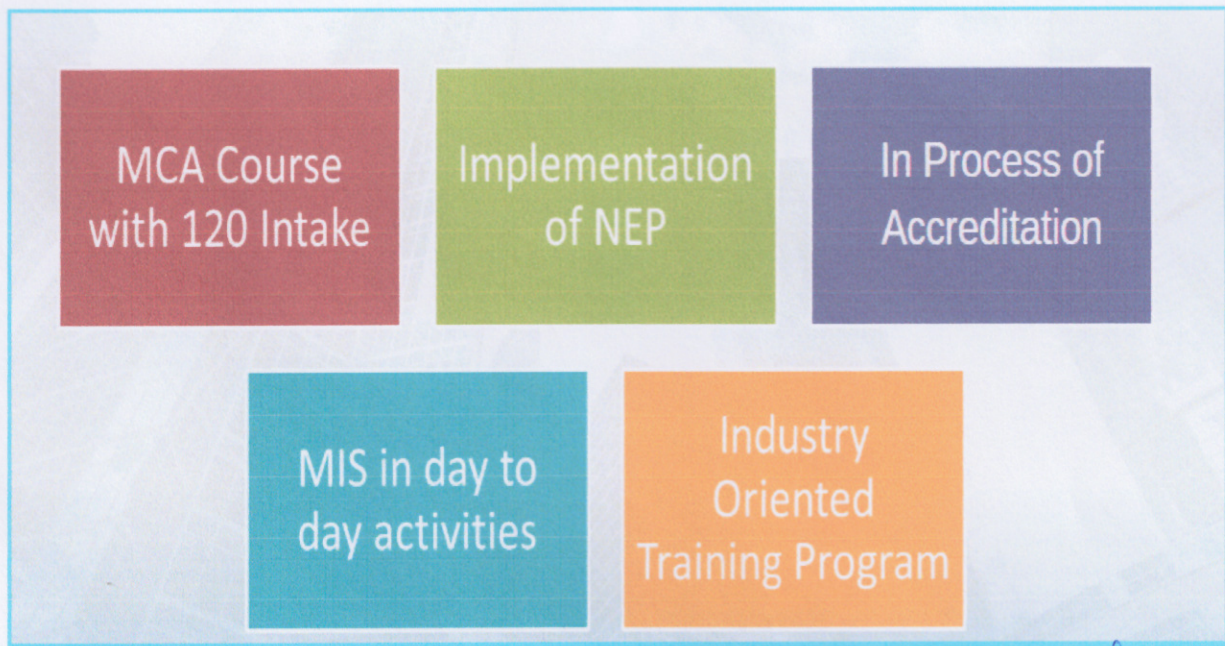 MCA Course
with 120 Intake
Implementation
of NEP
In Process of
Accreditation
MIS in day to
day activities
Industry
Oriented
Training Program